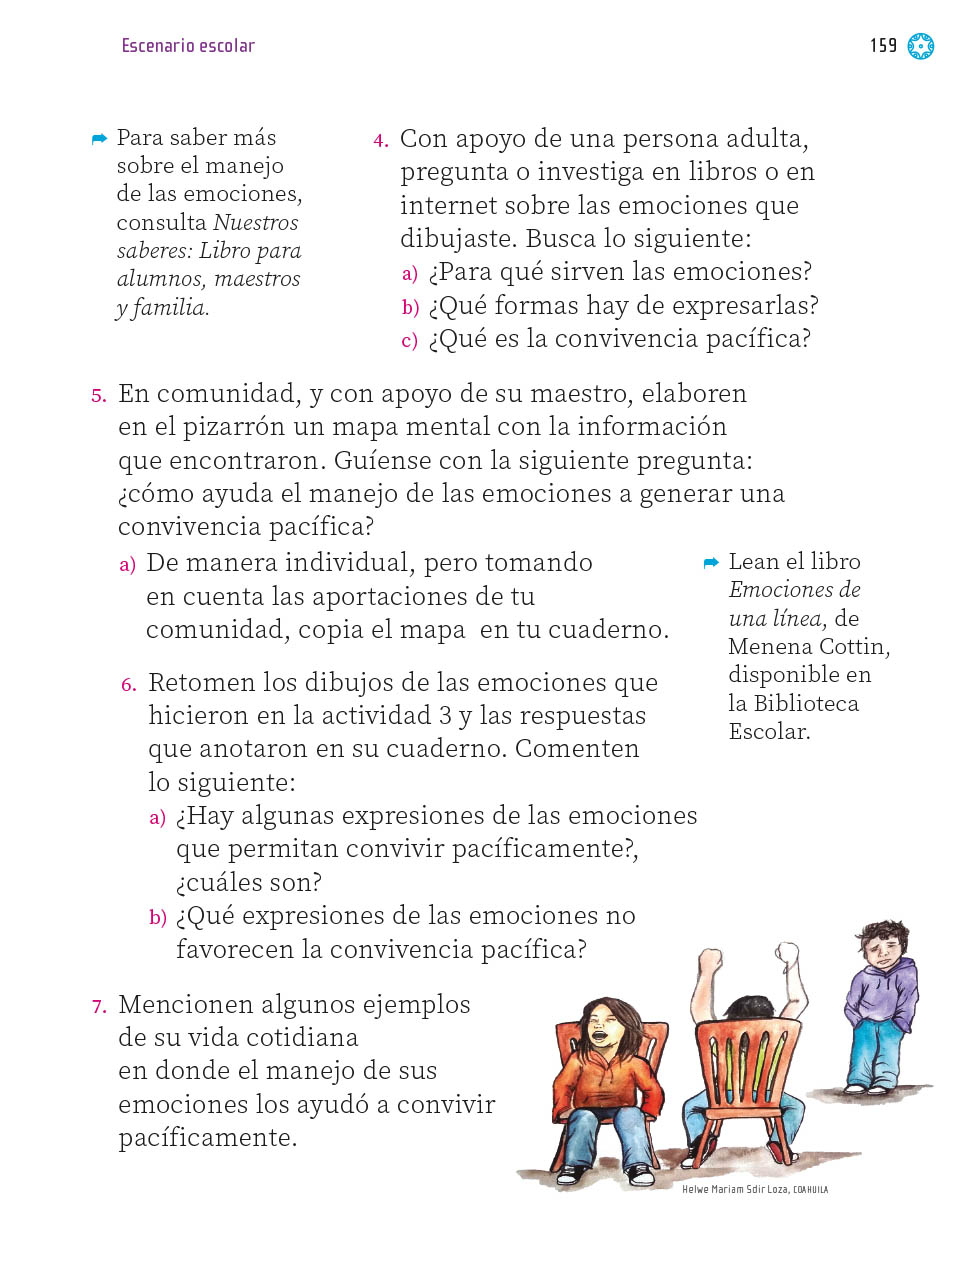 Escenario escolar
159
Para saber más
sobre el manejo
de las emociones,
consulta Nuestros
saberes: Libro para
alumnos, maestros
y familia.
4. Con apoyo de una persona adulta,
pregunta o investiga en libros o en
internet sobre las emociones que
dibujaste. Busca lo siguiente:
a) ¿Para qué sirven las emociones?
b) ¿Qué formas hay de expresarlas?
c) ¿Qué es la convivencia pacífica?
5. En comunidad, y con apoyo de su maestro, elaboren
en el pizarrón un mapa mental con la información
que encontraron. Guíense con la siguiente pregunta:
¿cómo ayuda el manejo de las emociones a generar una
convivencia pacífica?
a) De manera individual, pero tomando
en cuenta las aportaciones de tu
comunidad, copia el mapa en tu cuaderno.
Lean el libro
Emociones de
una línea, de
Menena Cottin,
disponible en
la Biblioteca
Escolar.
6. Retomen los dibujos de las emociones que
hicieron en la actividad 3 y las respuestas
que anotaron en su cuaderno. Comenten
lo siguiente:
a) ¿Hay algunas expresiones de las emociones
que permitan convivir pacíficamente?,
¿cuáles son?
b) ¿Qué expresiones de las emociones no
favorecen la convivencia pacífica?
7. Mencionen algunos ejemplos
de su vida cotidiana
en donde el manejo de sus
emociones los ayudó a convivir
pacíficamente.
Helwe Mariam Sdir Loza, COAHUILA